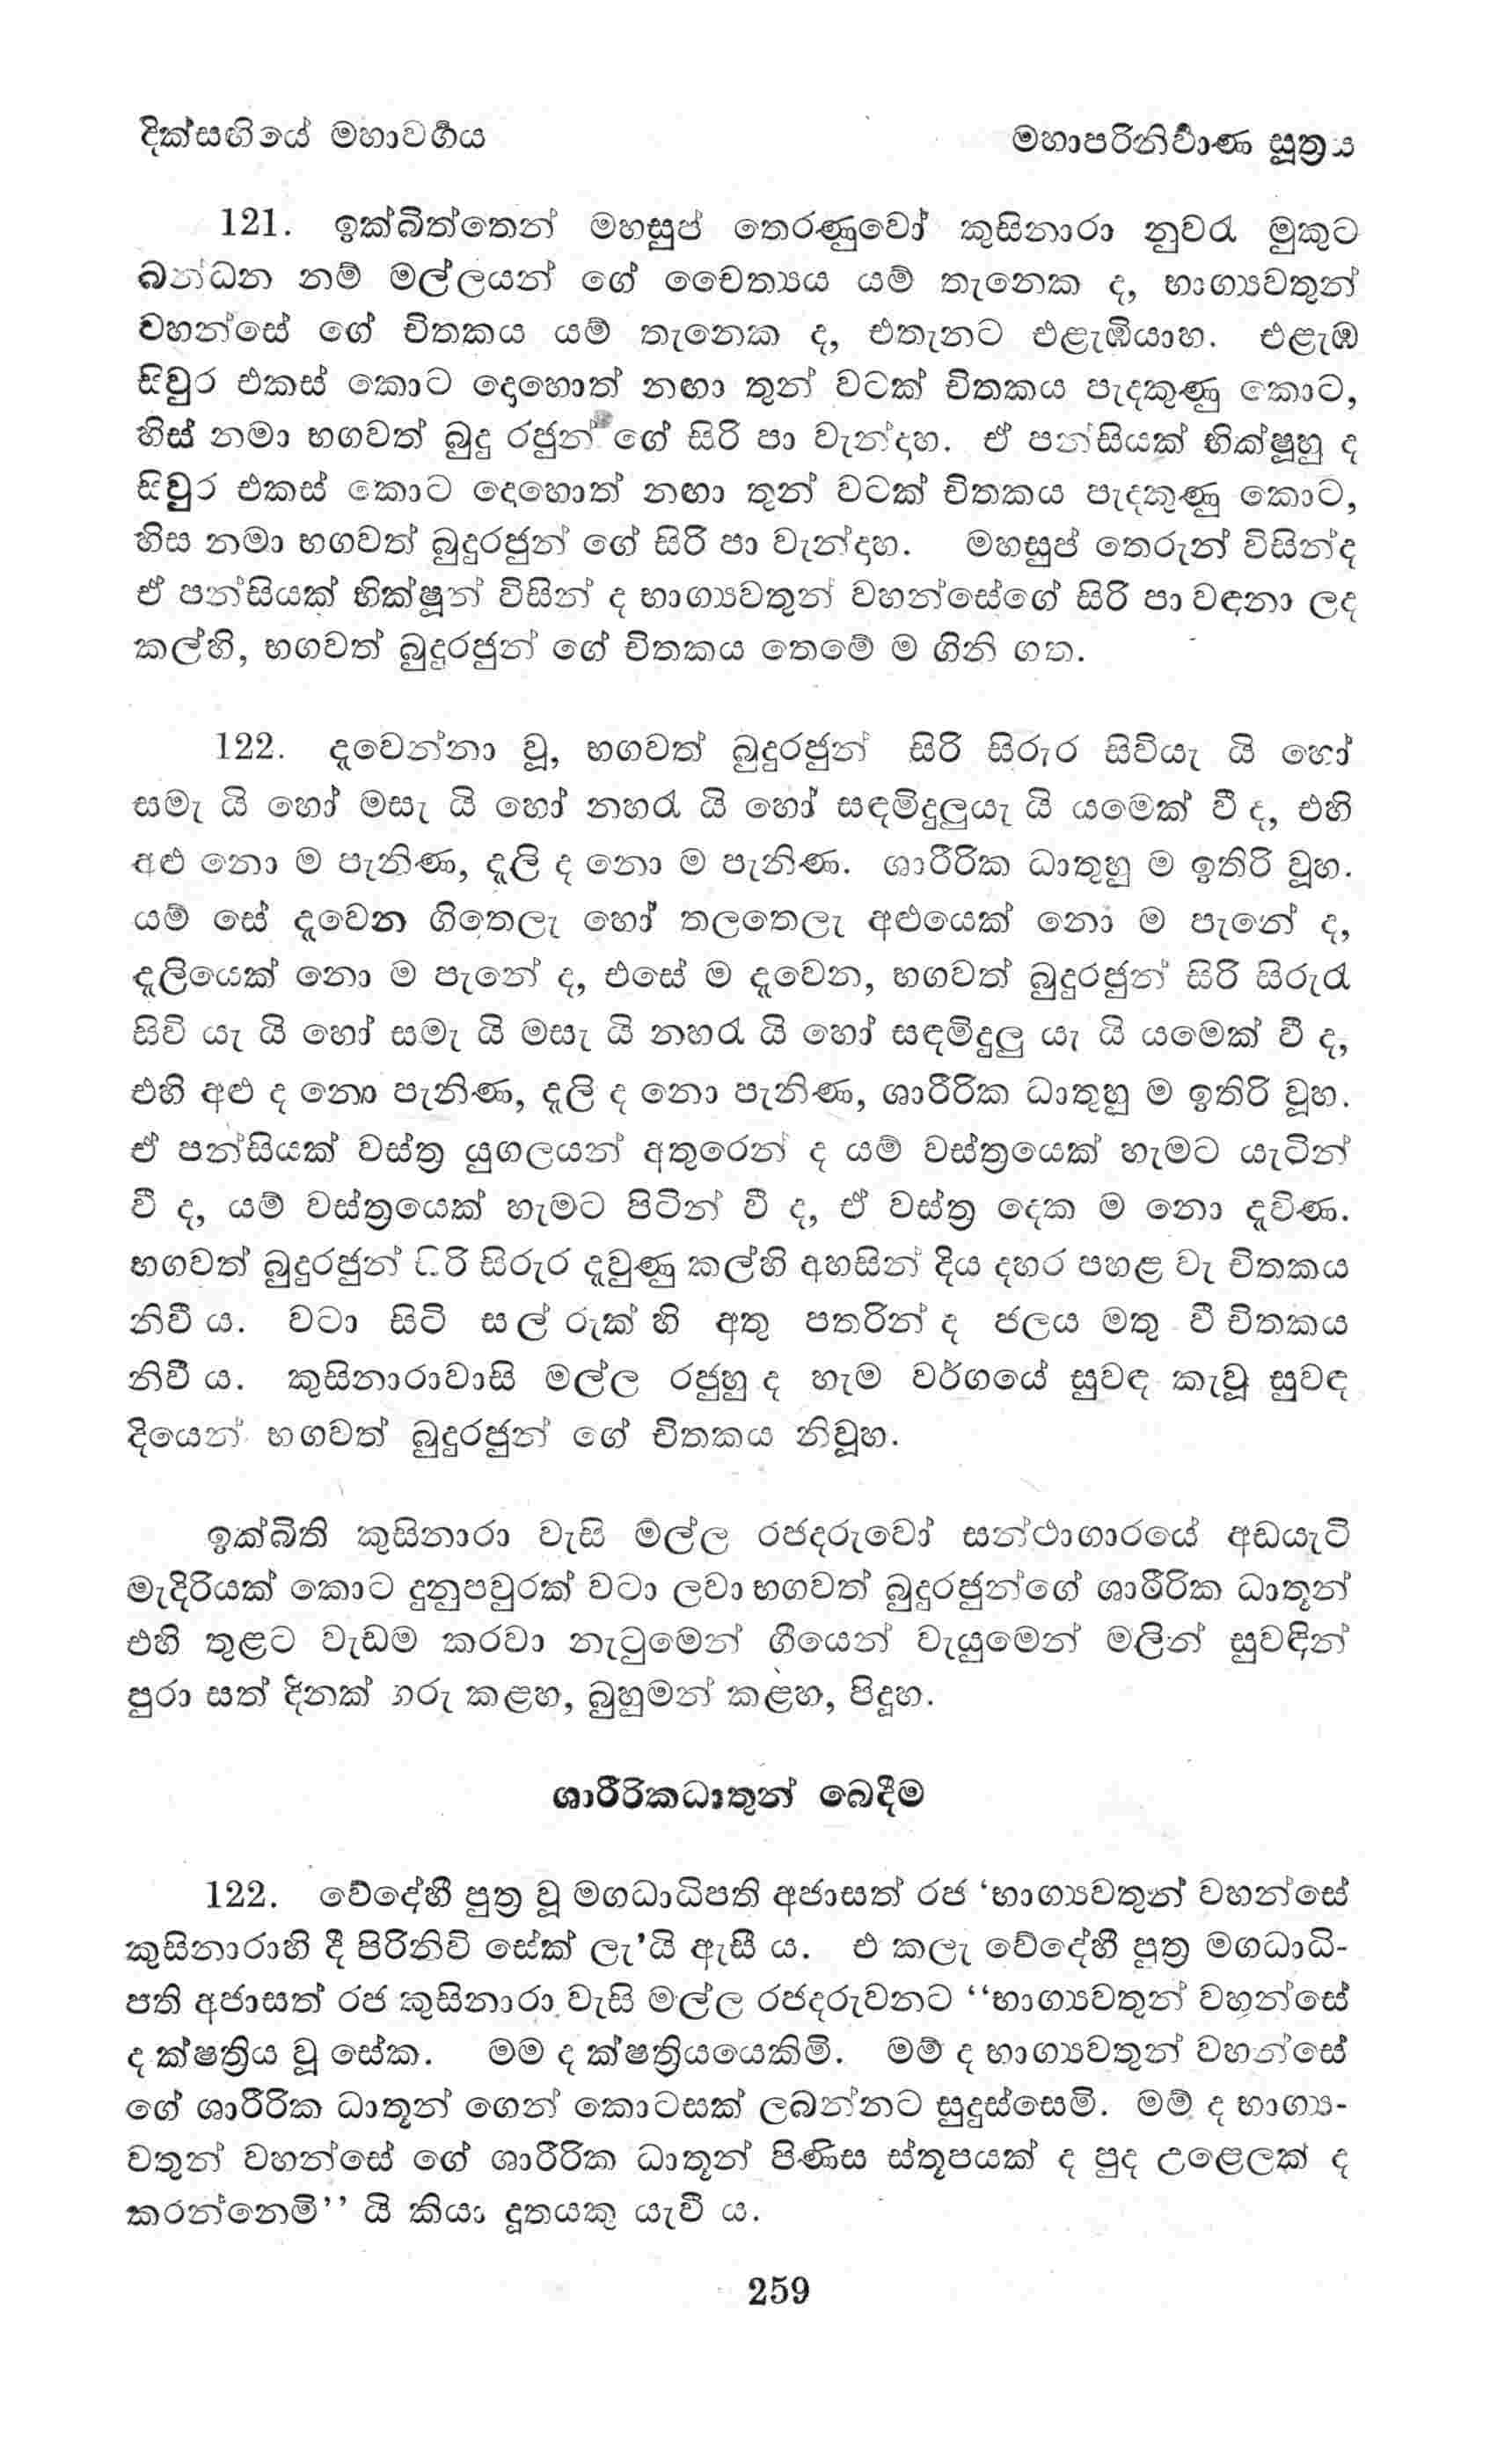 දික්සඟියේ මහාවර්‍ගය
මහාපරිනිර්‍වාණ සූත්‍රය
121. ඉක්බිත්තෙන් මහසුප් තෙරණුවෝ කුසිනාරා නුවරැ මුකුට
බන්ධන නම් මල්ලයන් ගේ චෛත්‍යය යම් තැනෙක ද, භාග්‍යවතුන්
වහන්සේ ගේ චිතකය යම් තැනෙක ද, එතැනට එළැඹියාහ. එළැඹ
සිවුර එකස් කොට දොහොත් නඟා තුන් වටක් චිතකය පැදකුණු කොට,
හිස් නමා භගවත් බුදු රජුන් ගේ සිරි පා වැන්දහ. ඒ පන්සියක් භික්ෂූහු ද
සිවුර එකස් කොට දොහොත් නඟා තුන් වටක් චිතකය පැදකුණු කොට,
හිස නමා භගවත් බුදුරජුන් ගේ සිරි පා වැන්දාහ. මහසුප් තෙරුන් විසින්ද
ඒ පන්සියක් භික්ෂූන් විසින් ද භාග්‍යවතුන් වහන්සේගේ සිරි පා වඳනා ලද
කල්හි, භගවත් බුදුරජුන් ගේ චිතකය තෙමේ ම ගිනි ගත.
122. දැවෙන්නා වූ, භගවත් බුදුරජුන් සිරි සිරුර සිවියැ යි හෝ
සමැ යි හෝ මසැ යි හෝ නහරැ යි හෝ සඳමිදුලුයැ යි යමෙක් වී ද, එහි
අළු නො ම පැනිණ, දැලි ද නො ම පැනිණ. ශාරීරික ධාතුහු ම ඉතිරි වූහ.
යම් සේ දැවෙන ගිතෙලැ හෝ තලතෙලැ අළුයෙක් නො ම පැනේ ද,
දැලියෙක් නො ම පැනේ ද, එසේ ම දැවෙන, භගවත් බුදුරජුන් සිරි සිරුරැ
සිවි යැ යි හෝ සමැ යි මසැ යි නහරැ යි හෝ සඳමිදුලු යැ යි යමෙක් වී ද,
එහි අළු ද නො පැනිණ, දැලි ද නො පැනිණ, ශාරීරික ධාතුහු ම ඉතිරි වූහ.
ඒ පන්සියක් වස්ත්‍ර යුගලයන් අතුරෙන් ද යම් වස්ත්‍රයෙක් හැමට යැටින්
වී ද, යම් වස්ත්‍රයෙක් හැමට පිටින් වී ද, ඒ වස්ත්‍ර දෙක ම නො දැවිණ.
භගවත් බුදුරජුන් සිරි සිරුර දැවුණු කල්හි අහසින් දිය දහර පහළ වැ චිතකය
නිවී ය. වටා සිටි සල් රුක් හි අතු පතරින් ද ජලය මතු වී චිතකය
නිවී ය. කුසිනාරාවාසි මල්ල රජුහු ද හැම වර්ගයේ සුවඳ කැවූ සුවඳ
දියෙන් භගවත් බුදුරජුන් ගේ චිතකය නිවූහ.
ඉක්බිති කුසිනාරා වැසි මල්ල රජදරුවෝ සන්ථාගාරයේ අඩයැටි
මැදිරියක් කොට දුනුපවුරක් වටා ලවා භගවත් බුදුරජුන්ගේ ශාරීරික ධාතූන්
එහි තුළට වැඩම කරවා නැටුමෙන් ගීයෙන් වැයුමෙන් මලින් සුවඳින්
පුරා සත් දිනක් ගරු කළහ, බුහුමන් කළහ, පිදූහ.
ශාරීරිකධාතුන් බෙදීම
122. වේදේහී පුත්‍ර වූ මගධාධිපති අජාසත් රජ ‘භාග්‍යවතුන් වහන්සේ
කුසිනාරාහි දී පිරිනිවි සේක් ලැ’යි ඇසී ය. එ කලැ වේදේහී පුත්‍ර මගධාධි-
පති අජාසත් රජ කුසිනාරා වැසි මල්ල රජදරුවනට ‘‘භාග්‍යවතුන් වහන්සේ
ද ක්ෂත්‍රිය වූ සේක. මම ද ක්ෂත්‍රියයෙකිමි. මම් ද භාග්‍යවතුන් වහන්සේ
ගේ ශාරීරික ධාතූන් ගෙන් කොටසක් ලබන්නට සුදුස්සෙමි. මම් ද භාග්‍ය-
වතුන් වහන්සේ ගේ ශාරීරික ධාතූන් පිණිස ස්තූපයක් ද පුද උළෙලක් ද
කරන්නෙමි’’ යි කියා දූතයකු යැවී ය.
259